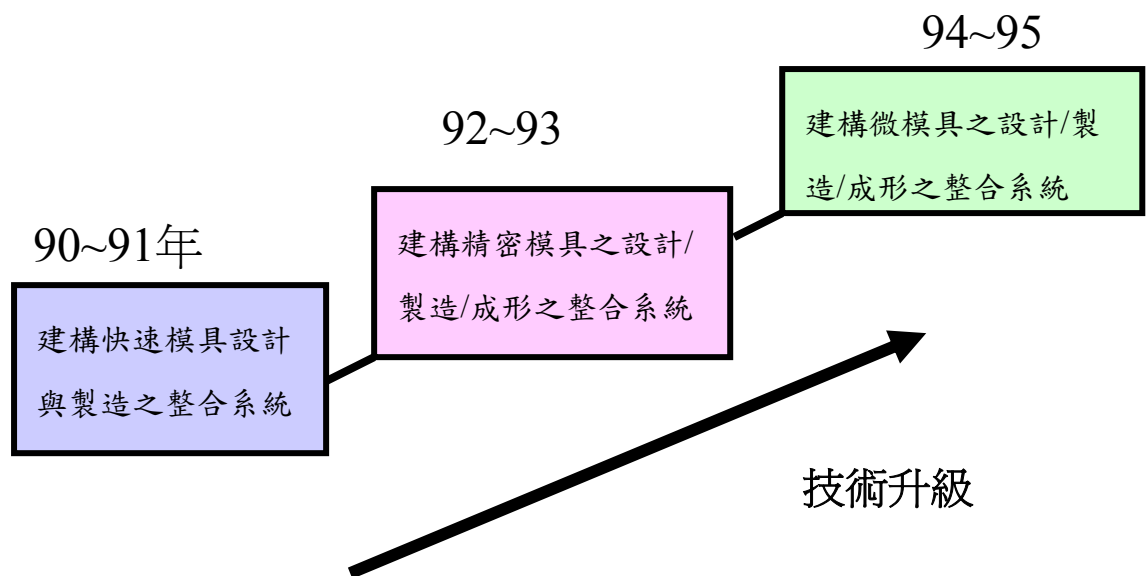 94~95
建構微模具之設計/製
造/成形之整合系統
92~93
建構精密模具之設計/
製造/成形之整合系統
90~91年
建構快速模具設計
與製造之整合系統
技術升級